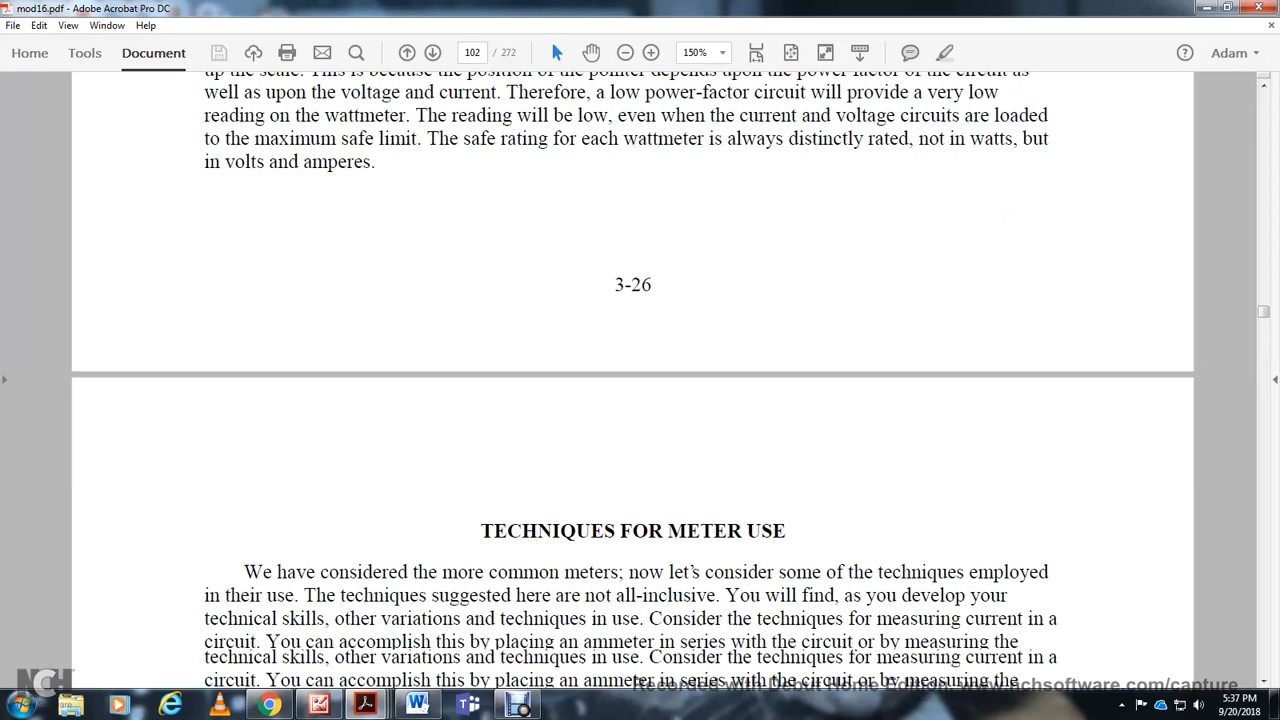 mod16.pdf - Adobe Acrobat Pro DC
File Edit View Window Help
Home Tools Document 102 / 272 150% Adam
up the scale. This is because the position of the pointer depends upon the power factor of the circuit as
well as upon the voltage and current. Therefore, a low power-factor circuit will provide a very low
reading on the wattmeter. The reading will be low, even when the current and voltage circuits are loaded
to the maximum safe limit. The safe rating for each wattmeter is always distinctly rated, not in watts, but
in volts and amperes.
3-26
TECHNIQUES FOR METER USE
We have considered the more common meters; now let's consider some of the techniques employed
in their use. The techniques suggested here are not all-inclusive. You will find, as you develop your
technical skills, other variations and techniques in use. Consider the techniques for measuring current in a
circuit. You can accomplish this by placing an ammeter in series with the circuit or by measuring the
technical skills, other variations and techniques in use. Consider the techniques for measuring current in a
circuit. You can accomplish this by placing an ammeter in series with the circuit or by measuring the
NCH
5:37 PM
9/20/2018